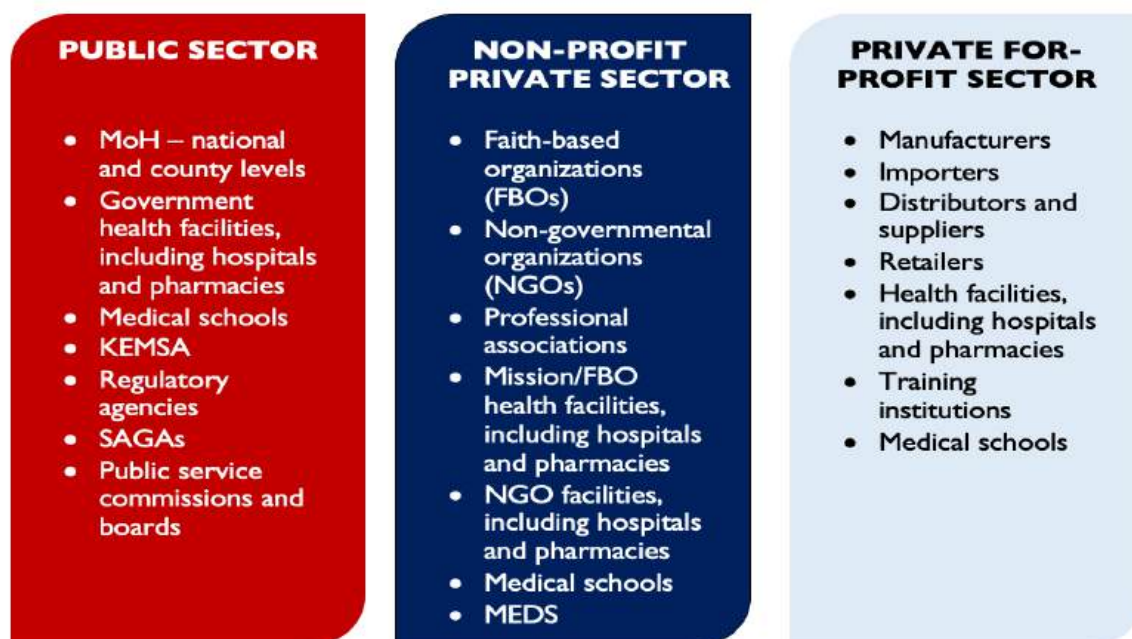 PUBLIC SECTOR
• MoH – national
and county levels
• Government
health facilities,
including hospitals
and pharmacies
• Medical schools
• KEMSA
• Regulatory
agencies
• SAGAs
• Public service
commissions and
boards
NON-PROFIT
PRIVATE SECTOR
• Faith-based
organizations
(FBOs)
• Non-governmental
organizations
(NGOs)
• Professional
associations
• Mission/FBO
health facilities,
including hospitals
and pharmacies
• NGO facilities,
including hospitals
and pharmacies
• Medical schools
• MEDS
PRIVATE FOR-
PROFIT SECTOR
• Manufacturers
• Importers
• Distributors and
suppliers
• Retailers
• Health facilities,
including hospitals
and pharmacies
• Training
institutions
• Medical schools